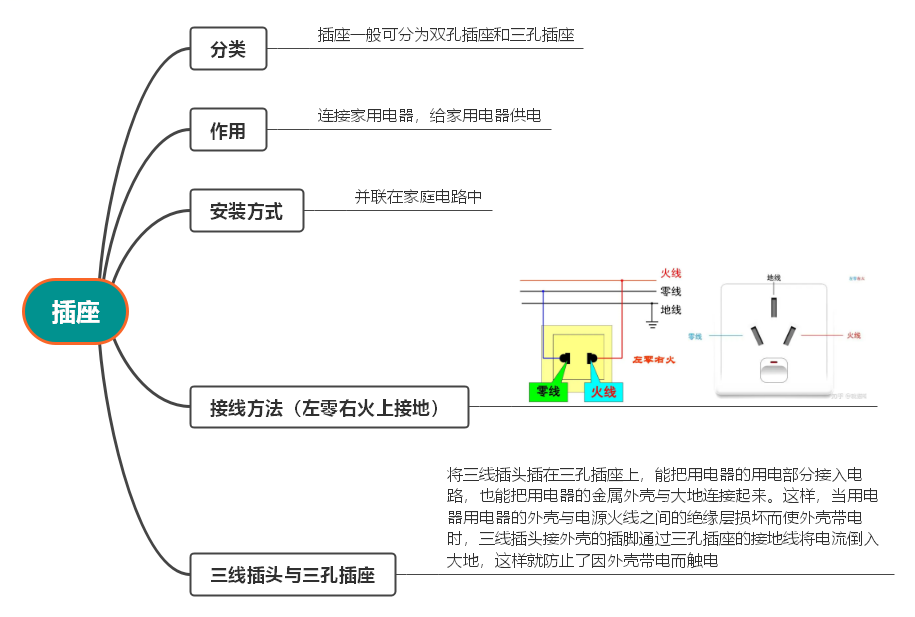 插座
分类
插座一般可分为双孔插座和三孔插座
作用
连接家用电器，给家用电器供电
安装方式
并联在家庭电路中
接线方法（左零右火上接地）
火线
零线
地线
左零右火
零线
火线
地线
零线
火线
三线插头与三孔插座
将三线插头插在三孔插座上，能把用电器的用电部分接入电
路，也能把用电器的金属外壳与大地连接起来。这样，当用电
器用电器的外壳与电源火线之间的绝缘层损坏而使外壳带电
时，三线插头接外壳的插脚通过三孔插座的接地线将电流倒入
大地，这样就防止了因外壳带电而触电